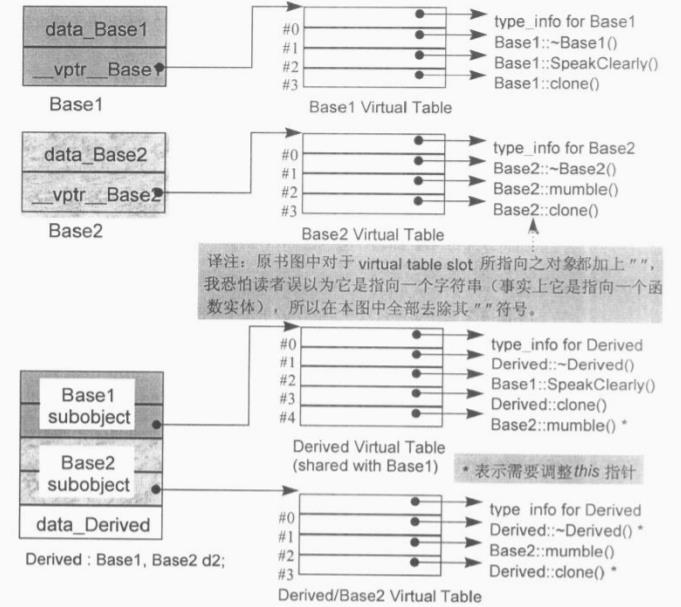 data_Base1
__vptr__Base1
Base1
#0
#1
#2
#3
type_info for Base1
Base1::~Base1()
Base1::SpeakClearly()
Base1::clone()
Base1 Virtual Table
data_Base2
__vptr__Base2
Base2
#0
#1
#2
#3
type_info for Base2
Base2::~Base2()
Base2::mumble()
Base2::clone()
Base2 Virtual Table
译注：原书图中对于 virtual table slot 所指向之对象都加上 " "，
我恐怕读者误以为它是指向一个字符串（事实上它是指向一个函
数实体），所以在本图中全部去除其 " " 符号。
Base1
subobject
Base2
subobject
data_Derived
Derived : Base1, Base2 d2;
#0
#1
#2
#3
#4
type_info for Derived
Derived::~Derived()
Base1::SpeakClearly()
Derived::clone()
Base2::mumble() *
Derived Virtual Table
(shared with Base1)
* 表示需要调整this 指针
#0
#1
#2
#3
type info for Derived
Derived::~Derived() *
Base2::mumble()
Derived::clone() *
Derived/Base2 Virtual Table